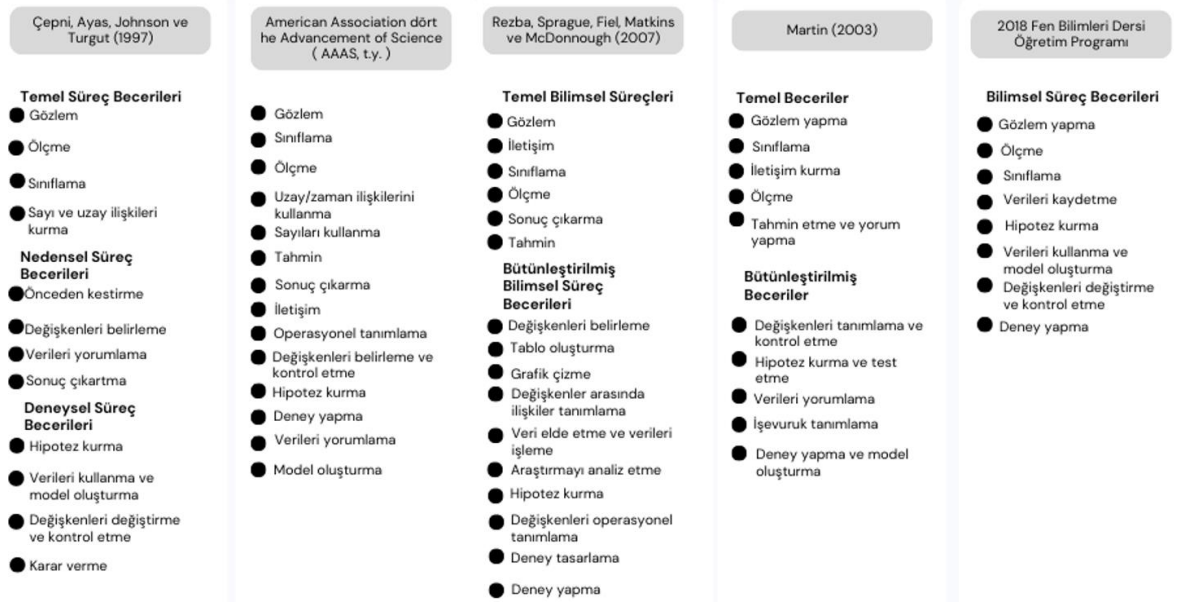 Çepni, Ayas, Johnson ve
Turgut (1997)
Temel Süreç Becerileri
Gözlem
Ölçme
Sınıflama
Sayı ve uzay ilişkileri
kurma
Nedensel Süreç
Becerileri
Önceden kestirme
Değişkenleri belirleme
Verileri yorumlama
Sonuç çıkartma
Deneysel Süreç
Becerileri
Hipotez kurma
Verileri kullanma ve
model oluşturma
Değişkenleri değiştirme
ve kontrol etme
Karar verme
American Association dört
he Advancement of Science
( AAAS, t.y. )
Gözlem
Sınıflama
Ölçme
Uzay/zaman ilişkilerini
kullanma
Sayıları kullanma
Tahmin
Sonuç çıkarma
İletişim
Operasyonel tanımlama
Değişkenleri belirleme ve
kontrol etme
Hipotez kurma
Deney yapma
Verileri yorumlama
Model oluşturma
Rezba, Sprague, Fiel, Matkins
ve McDonnough (2007)
Temel Bilimsel Süreçleri
Gözlem
İletişim
Sınıflama
Ölçme
Sonuç çıkarma
Tahmin
Bütünleştirilmiş
Bilimsel Süreç
Becerileri
Değişkenleri belirleme
Tablo oluşturma
Grafik çizme
Değişkenler arasında
ilişkiler tanımlama
Veri elde etme ve verileri
işleme
Araştırmayı analiz etme
Hipotez kurma
Değişkenleri operasyonel
tanımlama
Deney tasarlama
Deney yapma
Martin (2003)
Temel Beceriler
Gözlem yapma
Sınıflama
İletişim kurma
Ölçme
Tahmin etme ve yorum
yapma
Bütünleştirilmiş
Beceriler
Değişkenleri tanımlama ve
kontrol etme
Hipotez kurma ve test
etme
Verileri yorumlama
İşevuruk tanımlama
Deney yapma ve model
oluşturma
2018 Fen Bilimleri Dersi
Öğretim Programı
Bilimsel Süreç Becerileri
Gözlem yapma
Ölçme
Sınıflama
Verileri kaydetme
Hipotez kurma
Verileri kullanma ve
model oluşturma
Değişkenleri değiştirme
ve kontrol etme
Deney yapma